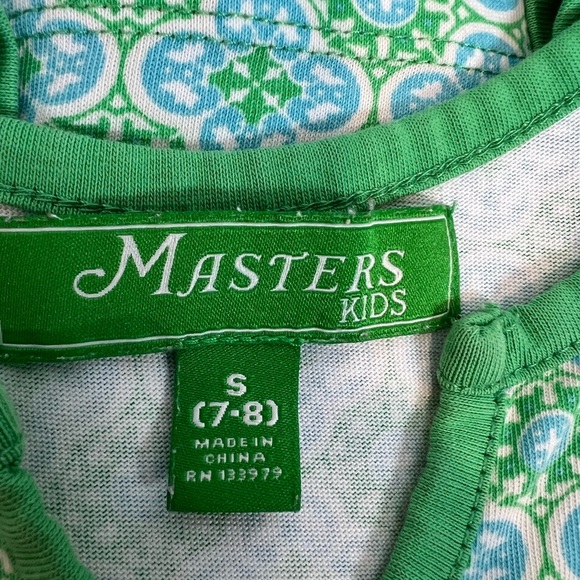 MASTERS
KIDS
S
(7-8)
MADE IN
CHINA
RN 133979